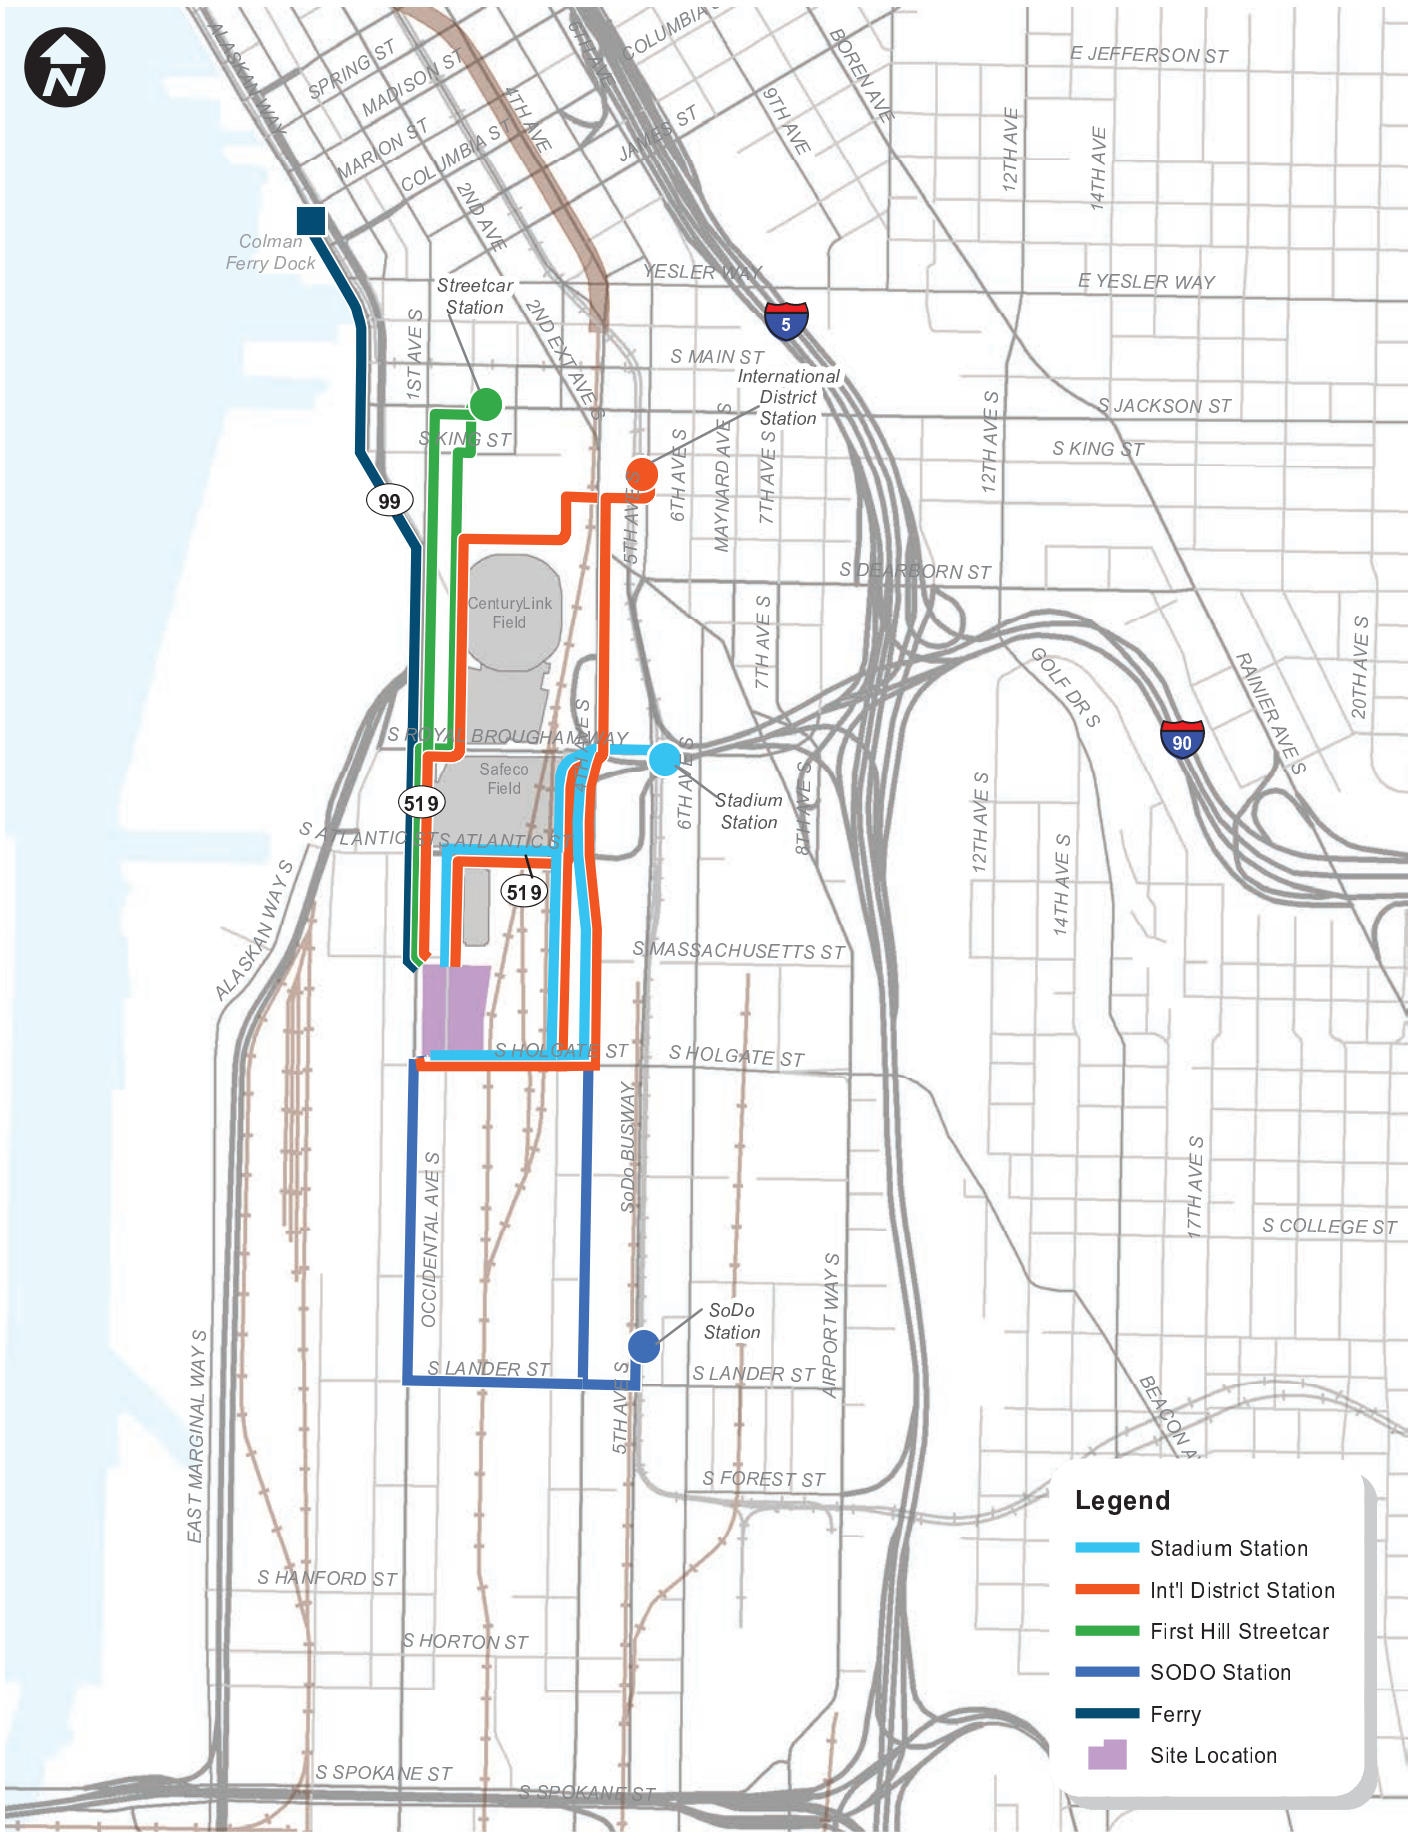 N
ALASKAN WAY
SPRING ST
MADISON ST
MARION ST
COLUMBIA ST
4TH AVE
2ND AVE
6TH AVE
COLUMBIA
JAMES ST
9TH AVE
BOREN AVE
E JEFFERSON ST
12TH AVE
14TH AVE
Colman
Ferry Dock
Streetcar
Station
YESLER WAY
E YESLER WAY
5
1ST AVE S
2ND EXT AVE S
S MAIN ST
International
District
Station
S JACKSON ST
S KING ST
S KING ST
12TH AVE S
99
5TH AVE S
6TH AVE S
MAYNARD AVE S
7TH AVE S
S DEARBORN ST
CenturyLink
Field
7TH AVE S
GOLF DR S
RAINIER AVE S
20TH AVE S
90
S ROYAL BROUGHAM WAY
4TH AVE S
6TH AVE S
Safeco
Field
Stadium
Station
8TH AVE S
12TH AVE S
519
S ATLANTIC ST
S ATLANTIC ST
519
14TH AVE S
ALASKAN WAY S
S MASSACHUSETTS ST
S HOLGATE ST
S HOLGATE ST
SoDo BUSWAY
OCCIDENTAL AVE S
17TH AVE S
S COLLEGE ST
AIRPORT WAY S
SoDo
Station
EAST MARGINAL WAY S
S LANDER ST
S LANDER ST
5TH AVE S
BEACON A
S FOREST ST
S HANFORD ST
S HORTON ST
S SPOKANE ST
S SPOKANE ST
Legend
Stadium Station
Int'l District Station
First Hill Streetcar
SODO Station
Ferry
Site Location